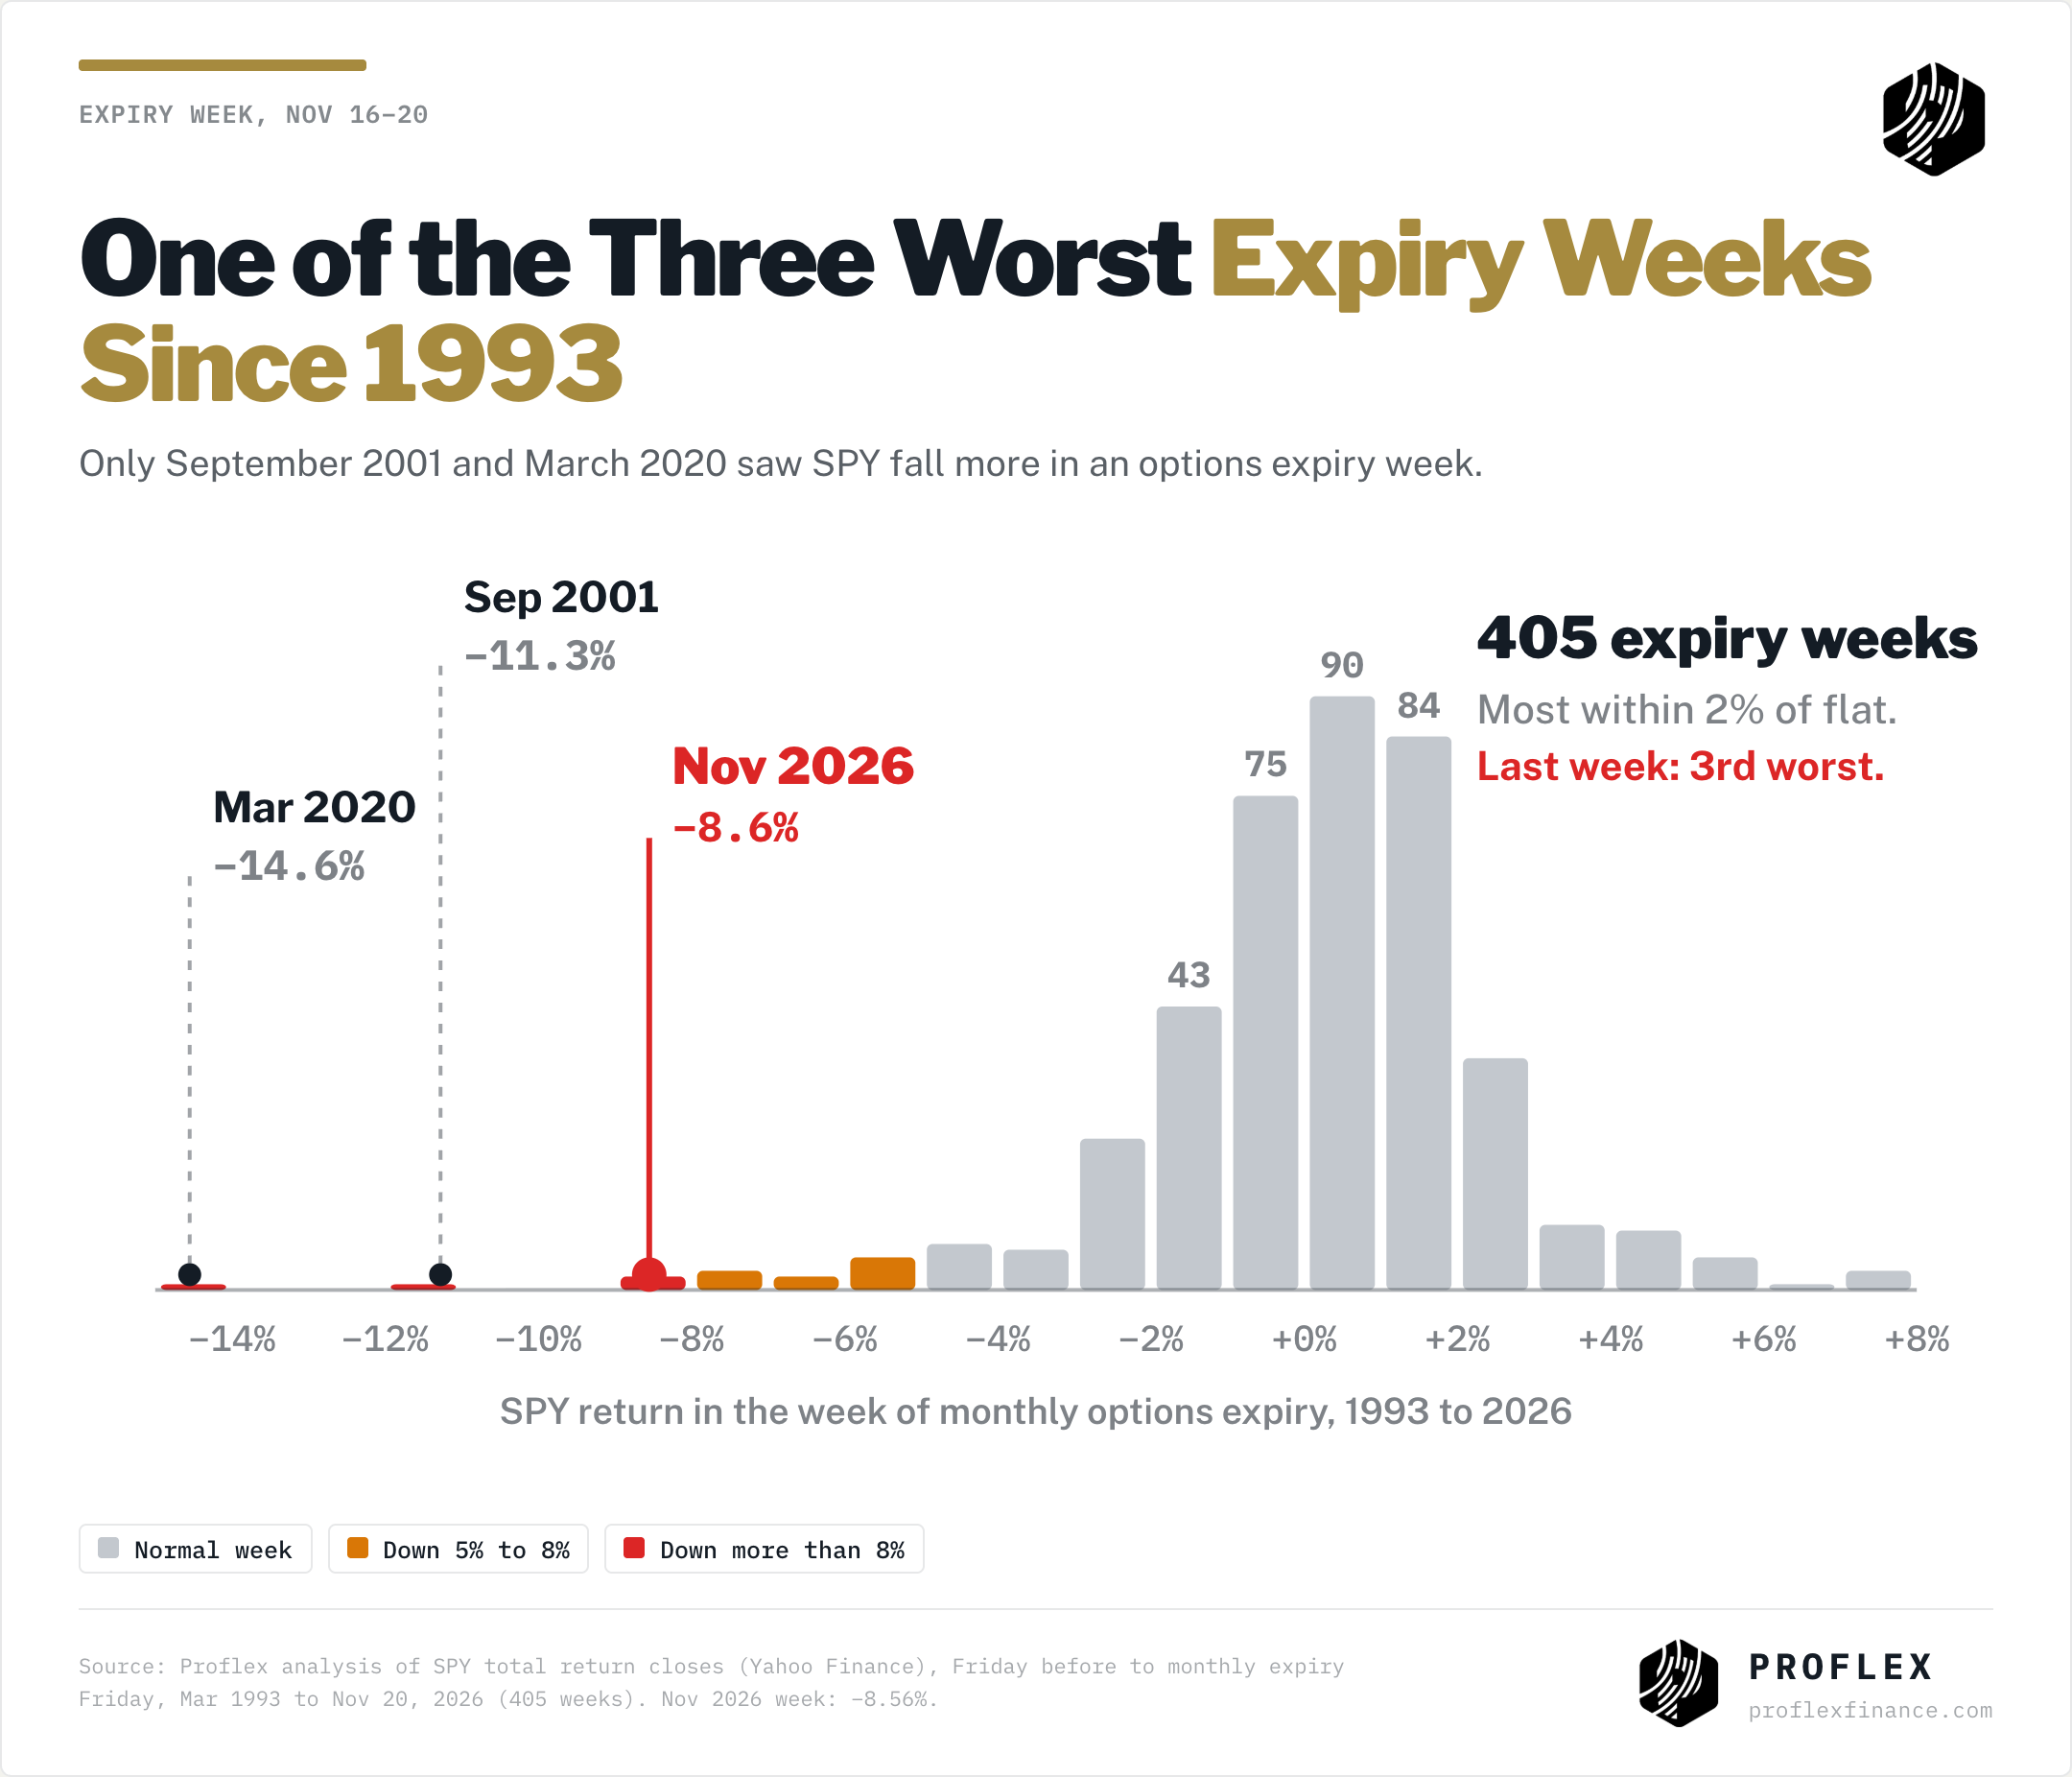 EXPIRY WEEK, NOV 16–20
One of the Three Worst Expiry Weeks
Since 1993
Only September 2001 and March 2020 saw SPY fall more in an options expiry week.
Sep 2001
−11.3%
405 expiry weeks
Most within 2% of flat.
Last week: 3rd worst.
Nov 2026
−8.6%
Mar 2020
−14.6%
90
84
75
43
−14%
−12%
−10%
−8%
−6%
−4%
−2%
+0%
+2%
+4%
+6%
+8%
SPY return in the week of monthly options expiry, 1993 to 2026
Normal week
Down 5% to 8%
Down more than 8%
Source: Proflex analysis of SPY total return closes (Yahoo Finance), Friday before to monthly expiry
Friday, Mar 1993 to Nov 20, 2026 (405 weeks). Nov 2026 week: −8.56%.
PROFLEX
proflexfinance.com